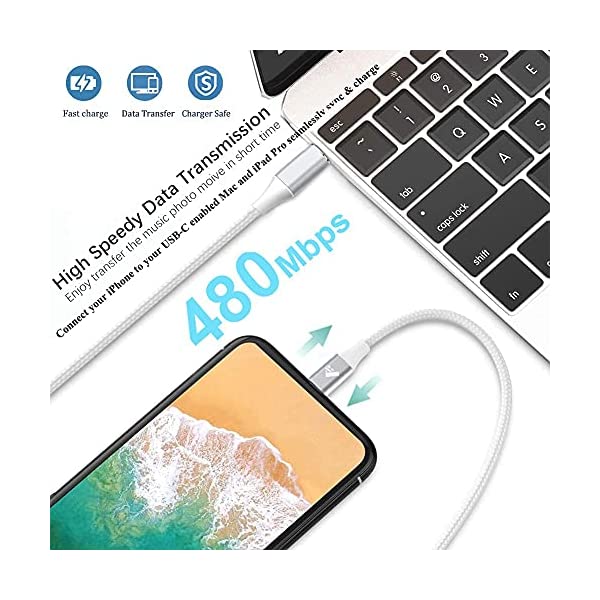 Fast charge
Data Transfer
Charger Safe
High Speedy Data Transmission
Enjoy transfer the music photo moive in short time
Connect your iPhone to your USB-C enabled Mac and iPad Pro seamlessly sync & charge
480Mbps
esc
!
1
@
2
#
3
tab
Q
W
E
caps lock
A
S
shift
Z
fn